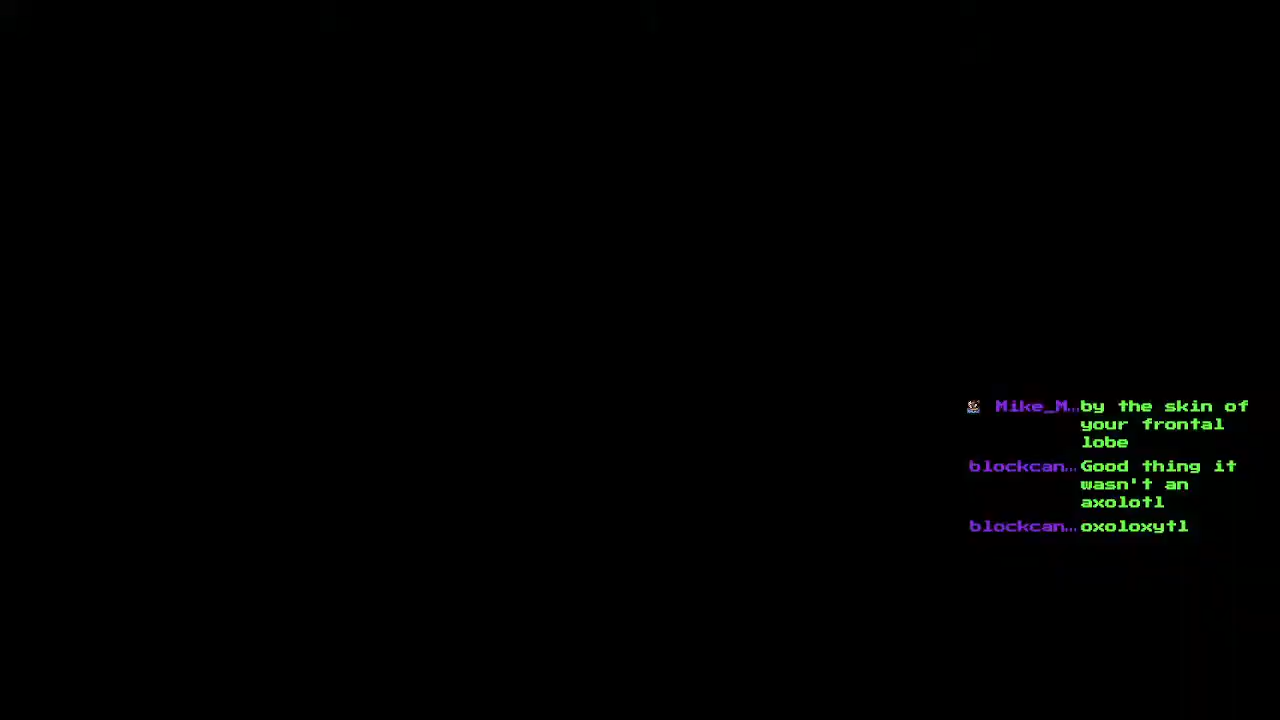 Mike_M…by the skin of
your frontal
lobe
blockcan…Good thing it
wasn't an
axolotl
blockcan…oxoloxytl